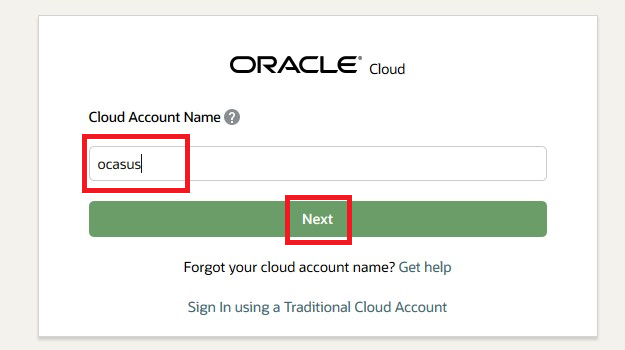 ORACLE Cloud
Cloud Account Name ?
ocasus
Next
Forgot your cloud account name? Get help
Sign In using a Traditional Cloud Account